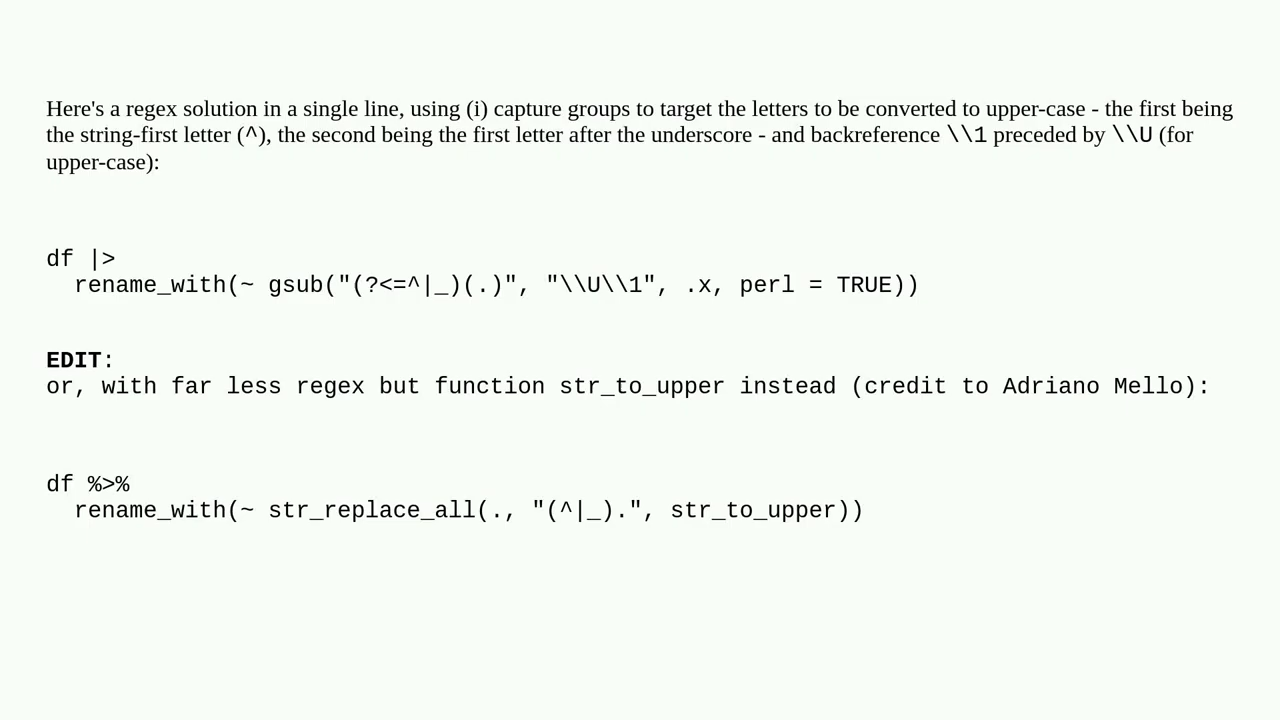 Here's a regex solution in a single line, using (i) capture groups to target the letters to be converted to upper-case - the first being
the string-first letter (^), the second being the first letter after the underscore - and backreference \\1 preceded by \\U (for
upper-case):
df |>
  rename_with(~ gsub("(?<=^|_)(.)", "\\U\\1", .x, perl = TRUE))
EDIT:
or, with far less regex but function str_to_upper instead (credit to Adriano Mello):
df %>%
  rename_with(~ str_replace_all(., "(^|_).", str_to_upper))